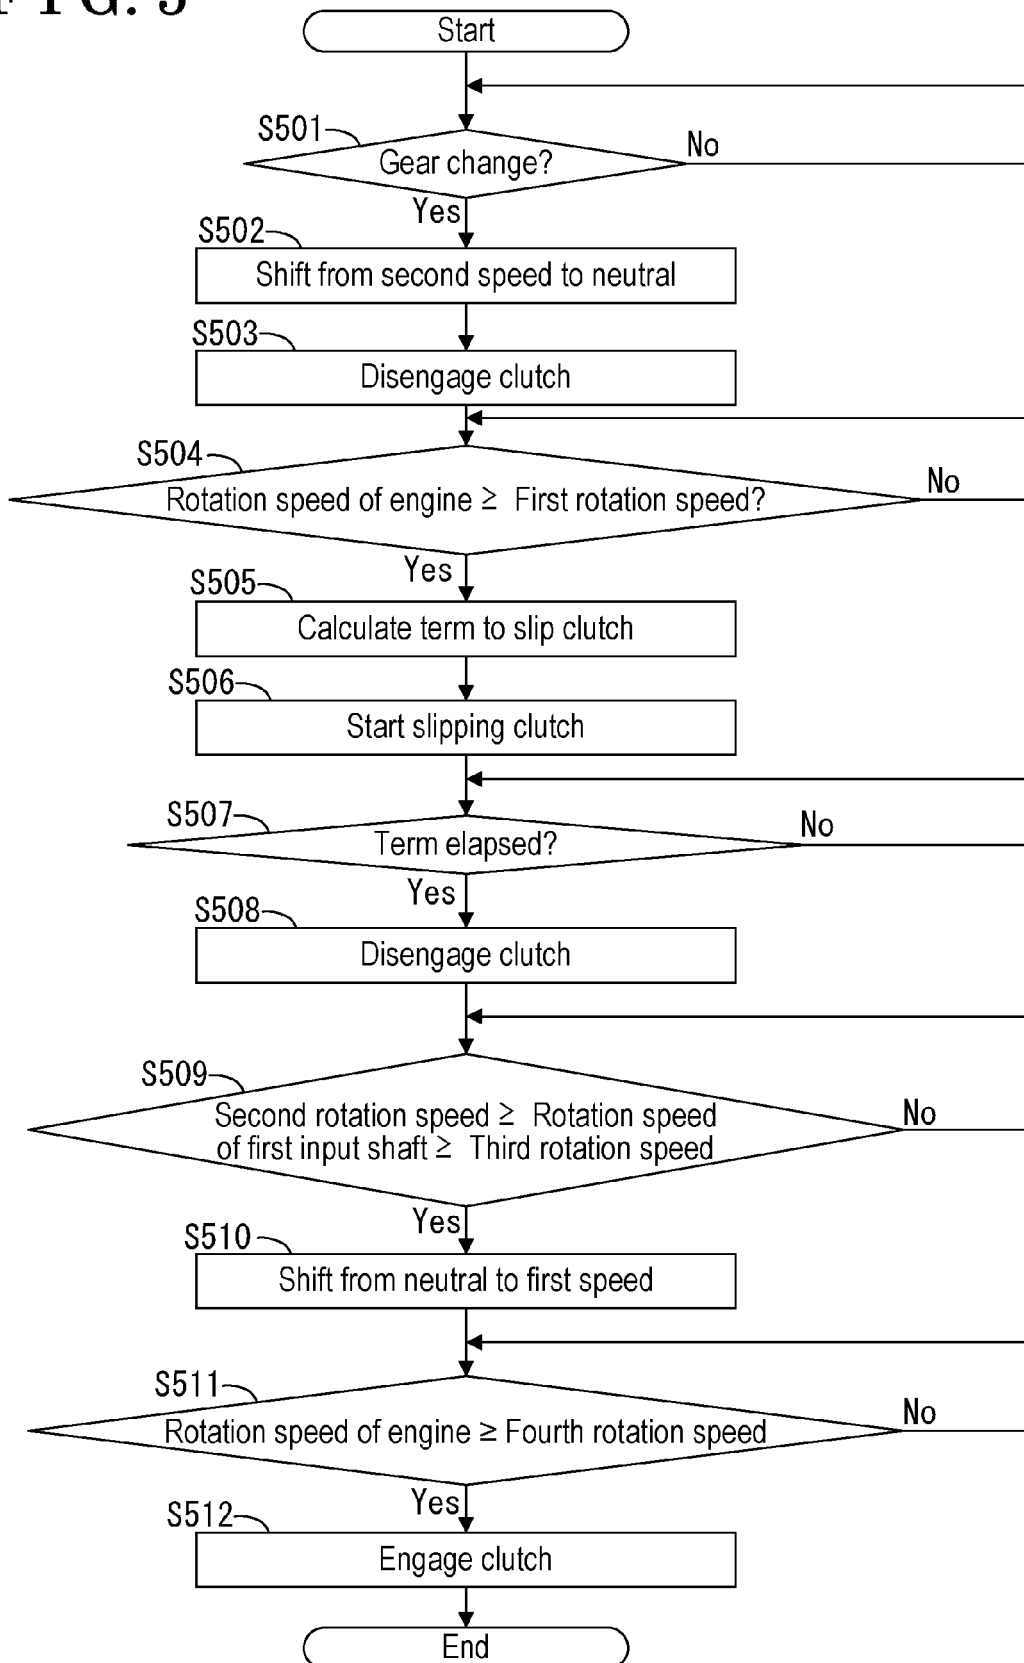 Start
S501
Gear change?
No
Yes
S502
Shift from second speed to neutral
S503
Disengage clutch
S504
Rotation speed of engine ≥ First rotation speed?
No
Yes
S505
Calculate term to slip clutch
S506
Start slipping clutch
S507
Term elapsed?
No
Yes
S508
Disengage clutch
S509
Second rotation speed ≥ Rotation speed
of first input shaft ≥ Third rotation speed
No
Yes
S510
Shift from neutral to first speed
S511
Rotation speed of engine ≥ Fourth rotation speed
No
Yes
S512
Engage clutch
End